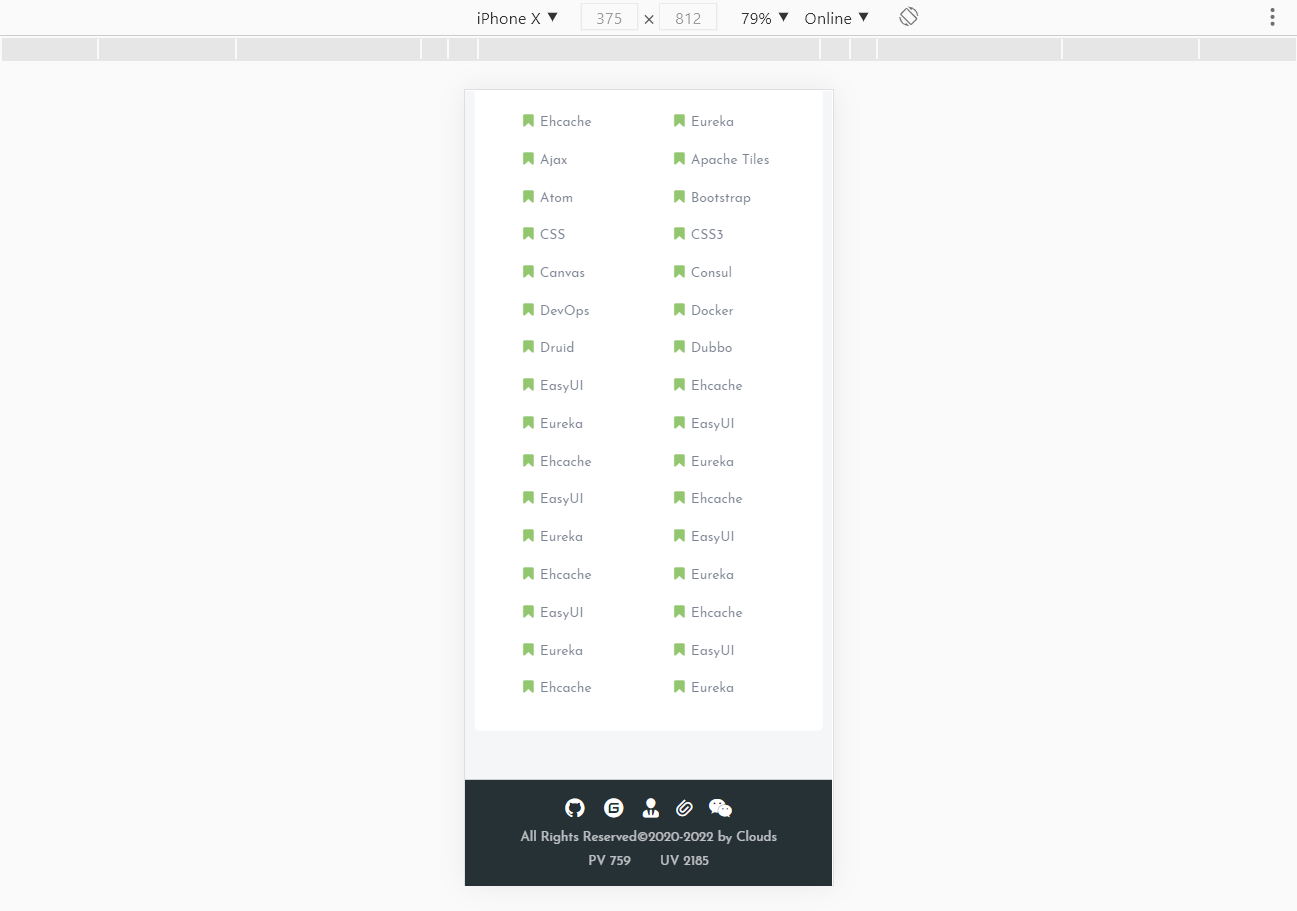 iPhone X 375 × 812 79% Online
Ehcache Eureka
Ajax Apache Tiles
Atom Bootstrap
CSS CSS3
Canvas Consul
DevOps Docker
Druid Dubbo
EasyUI Ehcache
Eureka EasyUI
Ehcache Eureka
EasyUI Ehcache
Eureka EasyUI
Ehcache Eureka
EasyUI Ehcache
Eureka EasyUI
Ehcache Eureka
All Rights Reserved©2020-2022 by Clouds
PV 759 UV 2185